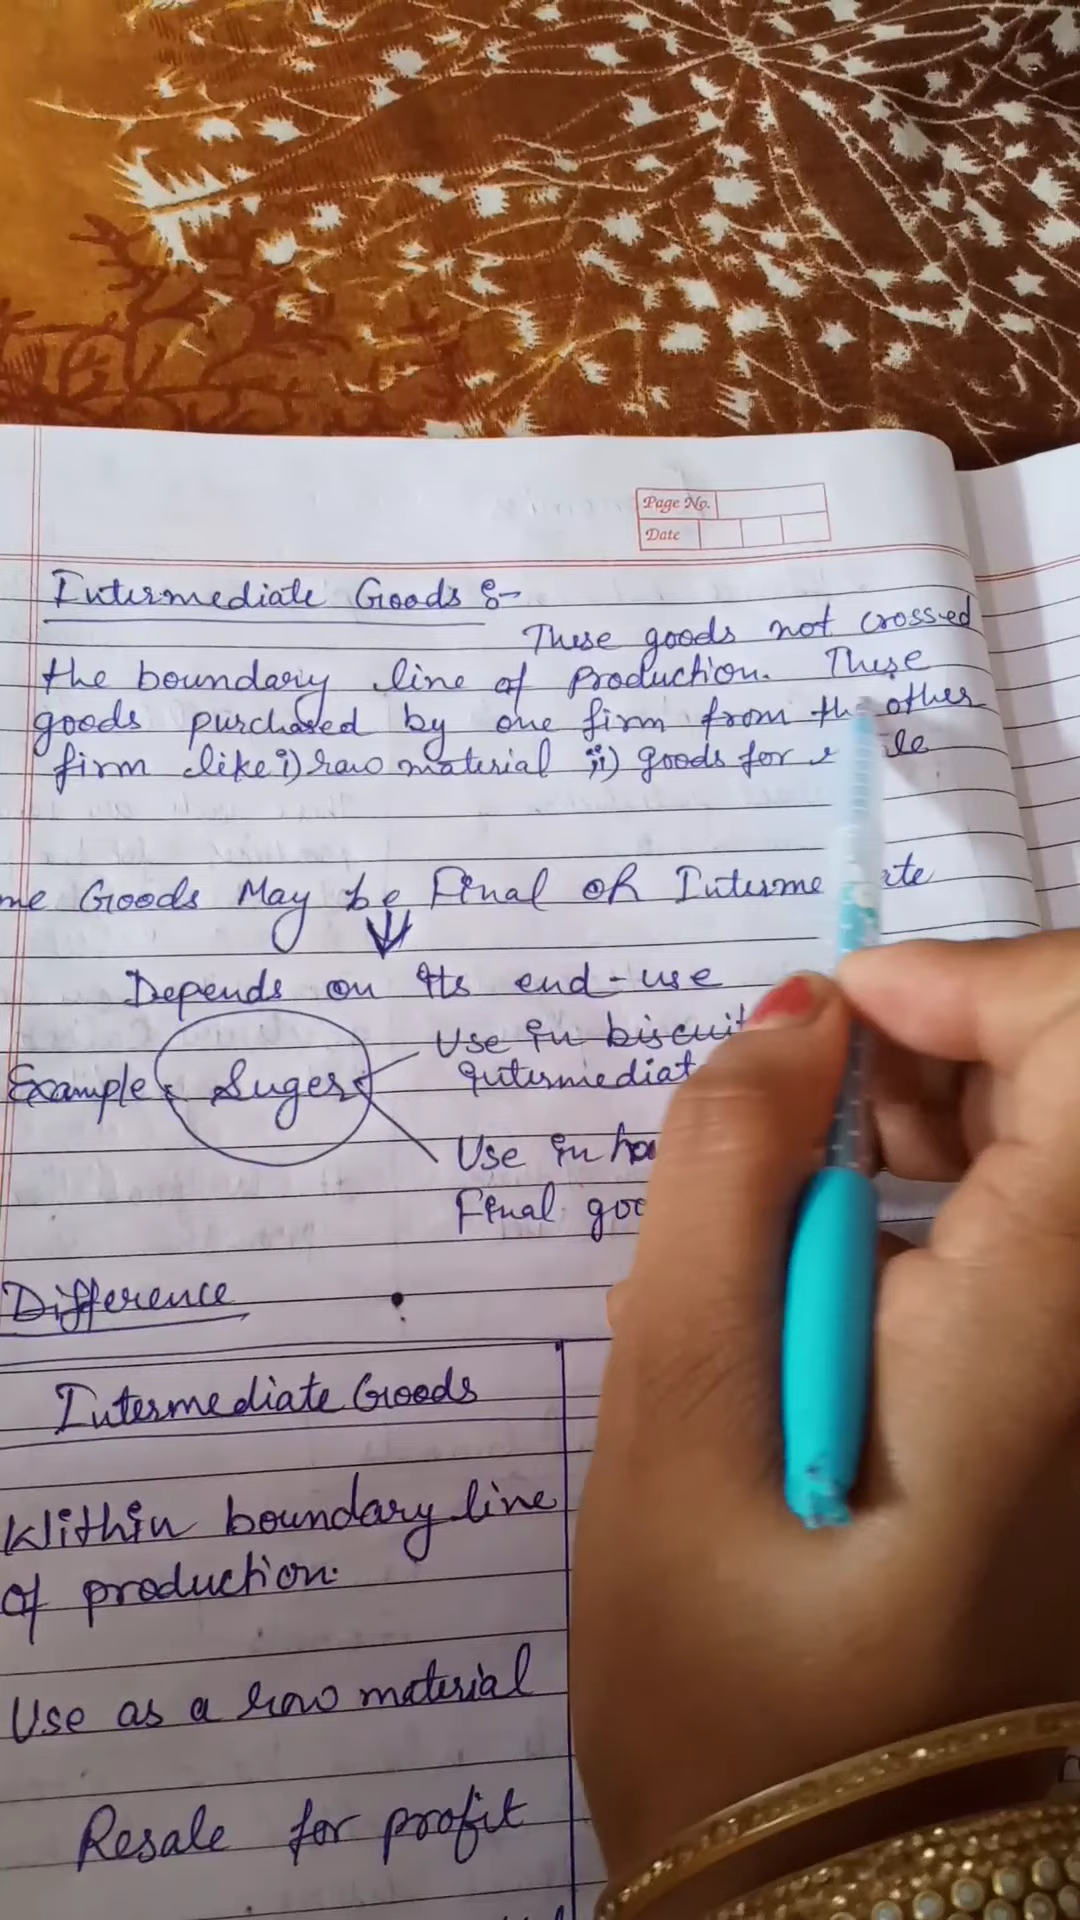 Page No.
Date
Intermediate Goods :-
These goods not crossed
the boundary line of production. These
goods purchased by one firm from the other
firm like i) raw material ii) goods for
me Goods May be Final or Interme ate
Depends on its end-use
Use in biscuit
Example : Suger
intermediat
Use in ho
Final goo
Difference
Intermediate Goods
Within boundary line
of production.
Use as a raw material
Resale for profit